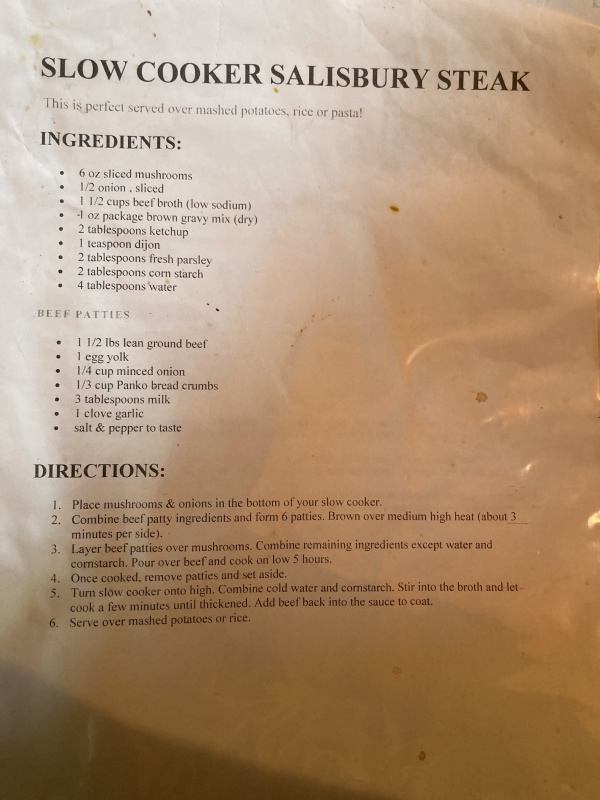 SLOW COOKER SALISBURY STEAK
This is perfect served over mashed potatoes, rice or pasta!
INGREDIENTS:
• 6 oz sliced mushrooms
• 1/2 onion , sliced
• 1 1/2 cups beef broth (low sodium)
• 1 oz package brown gravy mix (dry)
• 2 tablespoons ketchup
• 1 teaspoon dijon
• 2 tablespoons fresh parsley
• 2 tablespoons corn starch
• 4 tablespoons water
BEEF PATTIES
• 1 1/2 lbs lean ground beef
• 1 egg yolk
• 1/4 cup minced onion
• 1/3 cup Panko bread crumbs
• 3 tablespoons milk
• 1 clove garlic
• salt & pepper to taste
DIRECTIONS:
1. Place mushrooms & onions in the bottom of your slow cooker.
2. Combine beef patty ingredients and form 6 patties. Brown over medium high heat (about 3
minutes per side).
3. Layer beef patties over mushrooms. Combine remaining ingredients except water and
cornstarch. Pour over beef and cook on low 5 hours.
4. Once cooked, remove patties and set aside.
5. Turn slow cooker onto high. Combine cold water and cornstarch. Stir into the broth and let
cook a few minutes until thickened. Add beef back into the sauce to coat.
6. Serve over mashed potatoes or rice.